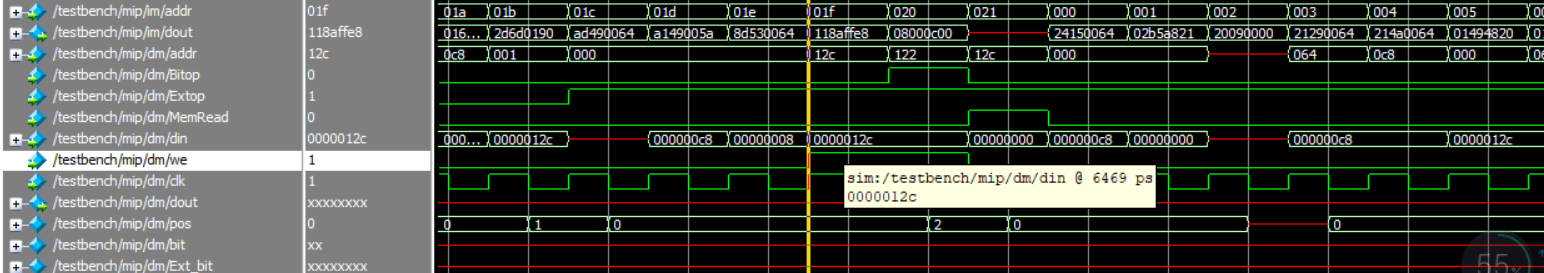 /testbench/mip/im/addr 01f 01a 01b 01c 01d 01e 01f 020 021 000 001 002 003 004 005 00
/testbench/mip/im/dout 118affe8 016... 2d6d0190 ad490064 a149005a 8d530064 118affe8 08000c00 24150064 02b5a821 20090000 21290064 214a0064 01494820
/testbench/mip/dm/addr 12c 0c8 001 000 12c 122 12c 000 064 0c8 000 06
/testbench/mip/dm/Bitop 0
/testbench/mip/dm/Extop 1
/testbench/mip/dm/MemRead 0
/testbench/mip/dm/din 0000012c 000... 0000012c 000000c8 00000008 0000012c 00000000 000000c8 00000000 000000c8 0000012c
/testbench/mip/dm/we 1
/testbench/mip/dm/clk 1
sim:/testbench/mip/dm/din @ 6469 ps
0000012c
/testbench/mip/dm/dout xxxxxxxx
/testbench/mip/dm/pos 0 0 1 0 2 0 0
/testbench/mip/dm/bit xx
/testbench/mip/dm/Ext_bit xxxxxxxx
55%